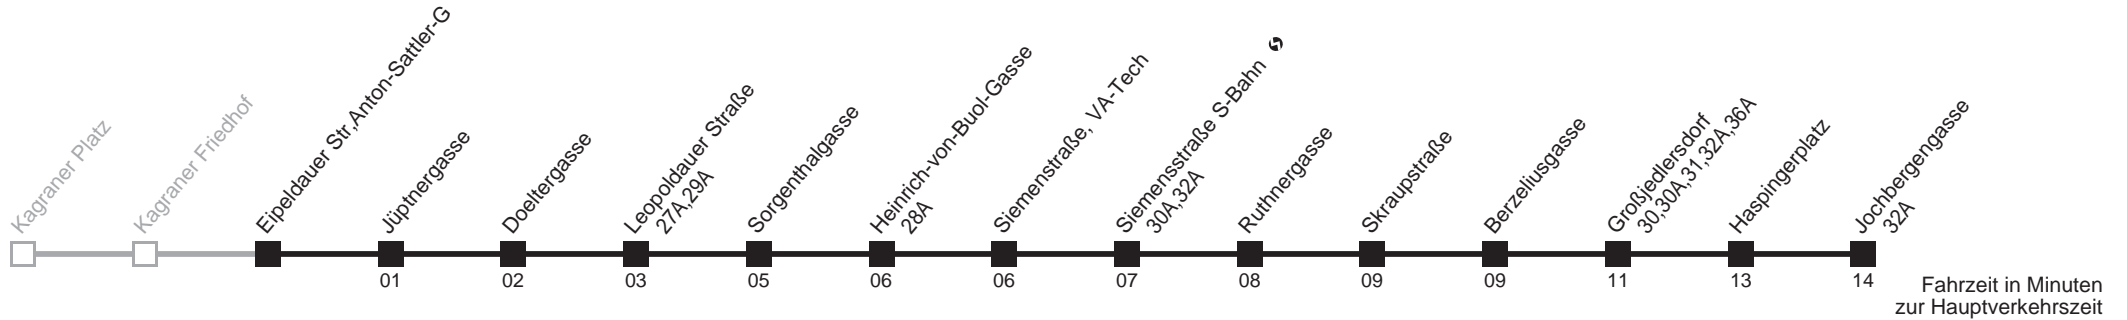 Kagraner Platz
Kagraner Friedhof
Eipeldauer Str,Anton-Sattler-G
Jüptnergasse
Doeltergasse
Leopoldauer Straße
27A,29A
Sorgenthalgasse
Heinrich-von-Buol-Gasse
28A
Siemenstraße, VA-Tech
Siemensstraße S-Bahn
30A,32A
Ruthnergasse
Skraupstraße
Berzeliusgasse
Großjedlersdorf
30,30A,31,32A,36A
Haspingerplatz
Jochbergengasse
32A
01
02
03
05
06
06
07
08
09
09
11
13
14
Fahrzeit in Minuten
zur Hauptverkehrszeit